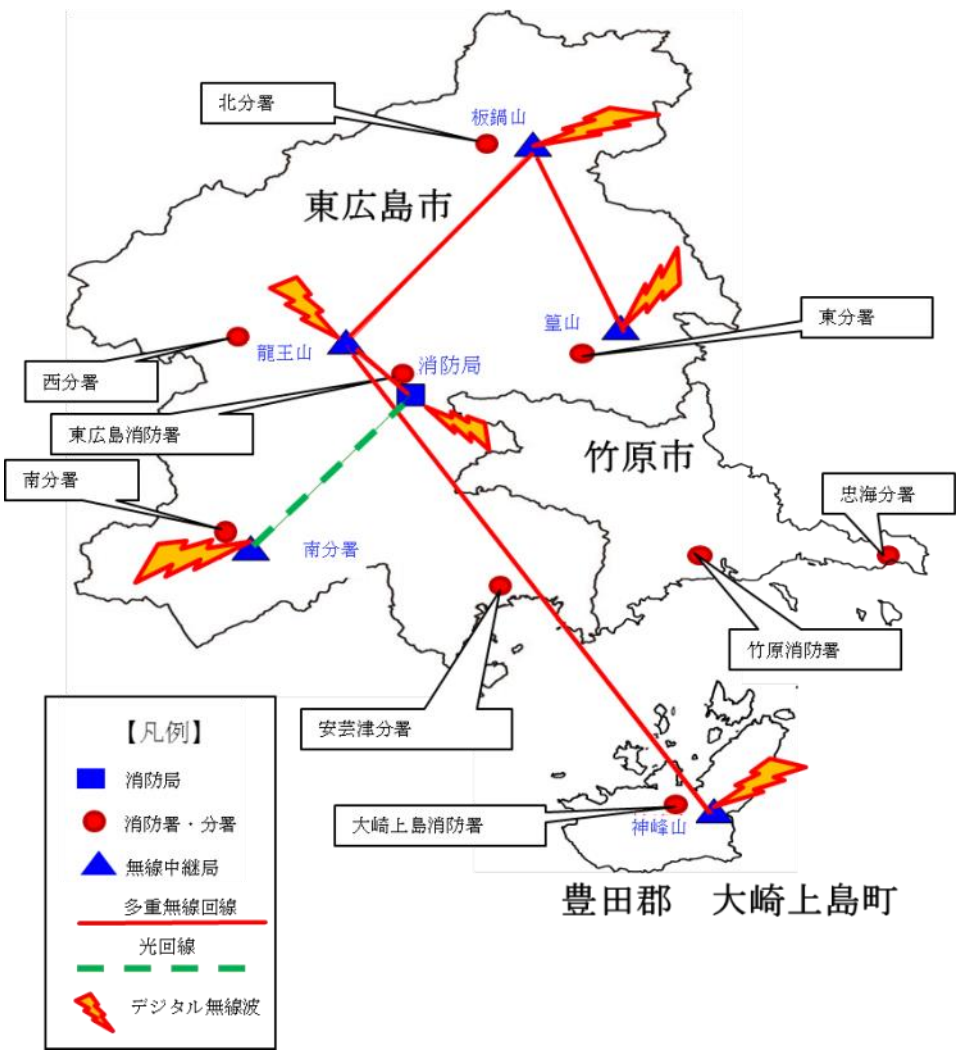 北分署
板鍋山
東広島市
東分署
篁山
龍王山
消防局
西分署
東広島消防署
竹原市
南分署
忠海分署
南分署
竹原消防署
安芸津分署
【凡例】
消防局
消防署・分署
無線中継局
多重無線回線
光回線
デジタル無線波
大崎上島消防署
神峰山
豊田郡 大崎上島町